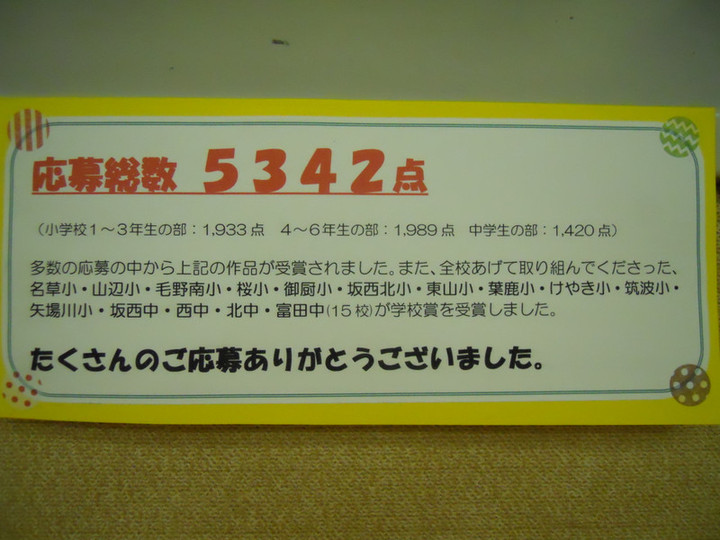 応募総数 5342点
（小学校1～3年生の部：1,933点　4～6年生の部：1,989点　中学生の部：1,420点）
多数の応募の中から上記の作品が受賞されました。また、全校あげて取り組んでくださった、
名草小・山辺小・毛野南小・桜小・御厨小・坂西北小・東山小・葉鹿小・けやき小・筑波小・
矢場川小・坂西中・西中・北中・富田中（15校）が学校賞を受賞しました。
たくさんのご応募ありがとうございました。